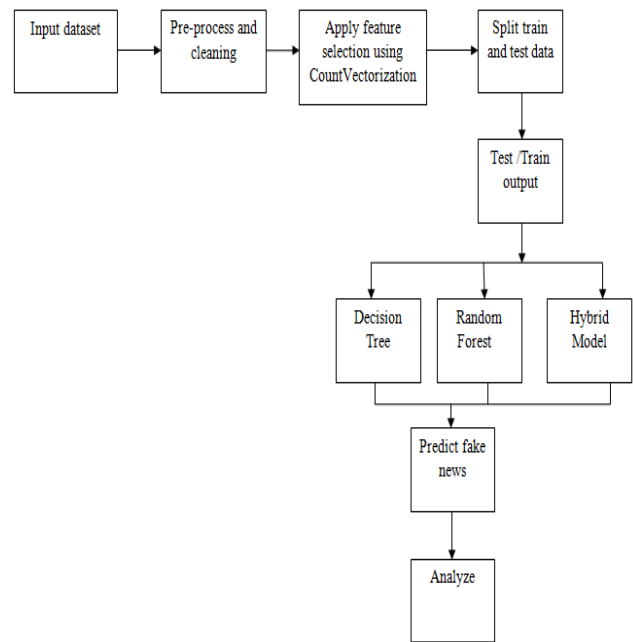 Input dataset
Pre-process and
cleaning
Apply feature
selection using
CountVectorization
Split train
and test data
Test /Train
output
Decision
Tree
Random
Forest
Hybrid
Model
Predict fake
news
Analyze